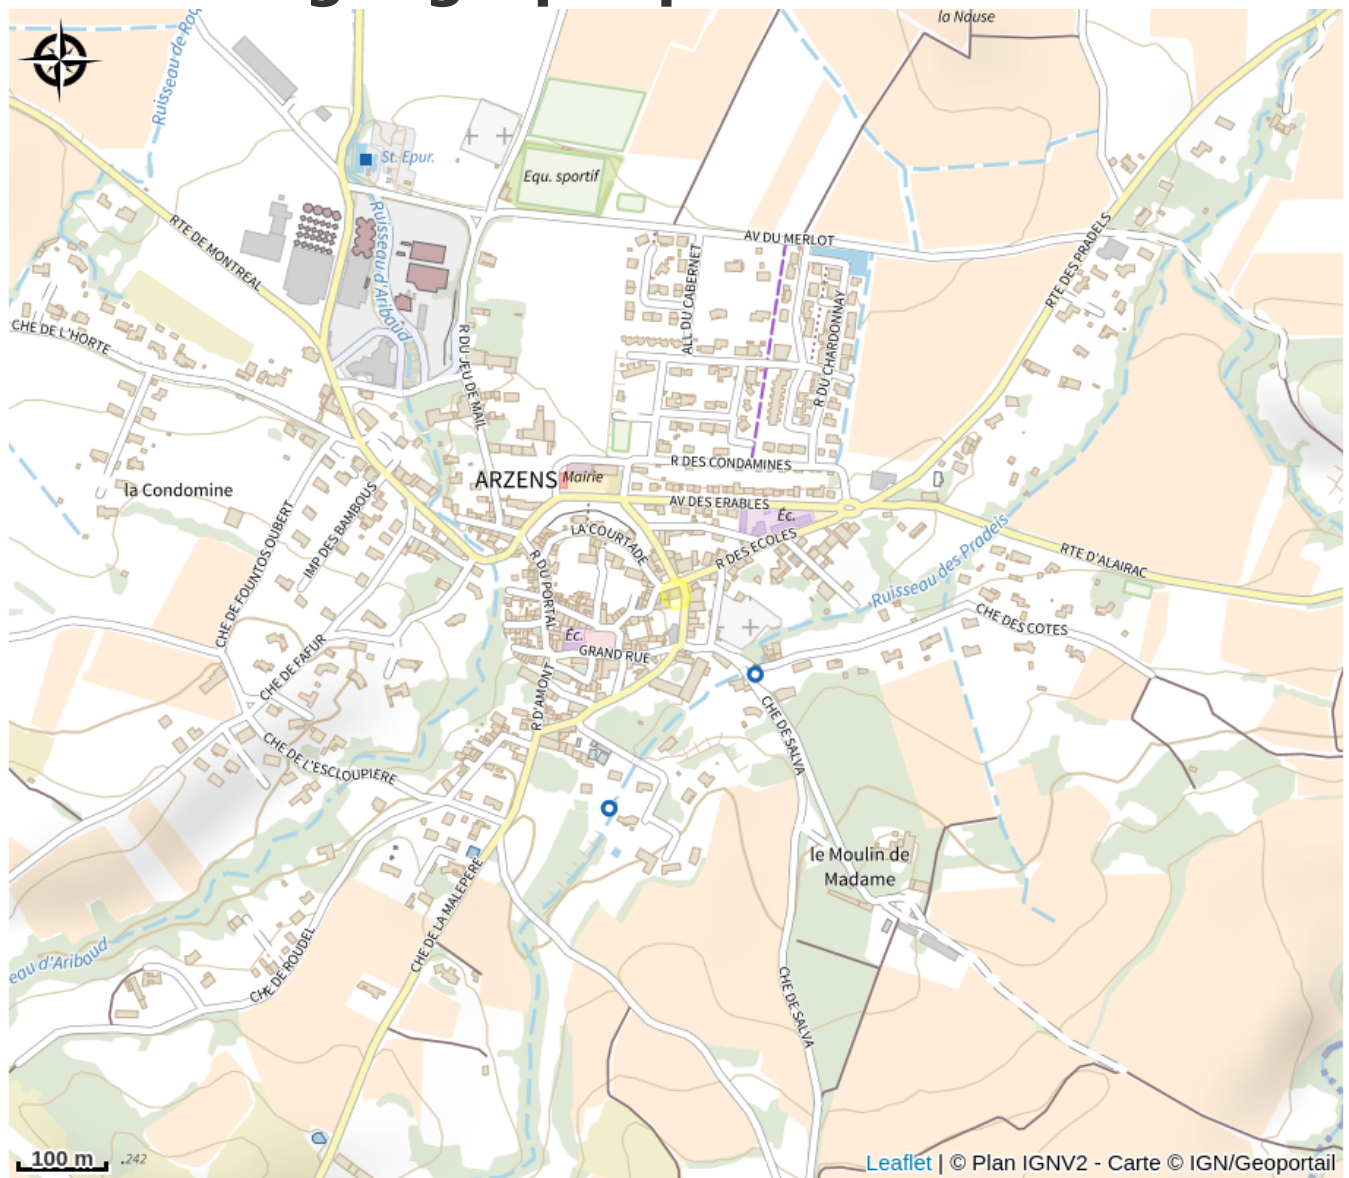 la Nause
Ruisseau de Roq
St. Epur.
Equ. sportif
RTE DE MONTREAL
Ruisseau d'Aribaud
AV DU MERLOT
ALL DU CABERNET
R DU CHARDONNAY
RTE DES PRADELS
CHE DE L'HORTE
R DU JEU DE MAIL
R DES CONDAMINES
ARZENS
Mairie
la Condomine
AV DES ERABLES
Éc.
IMP DES BAMBOUS
CHE DE FOUNTOS OUBERT
LA COURTADE
R DES ECOLES
R DU PORTAL
Ruisseau des Pradels
RTE D'ALAIRAC
CHE DES COTES
Éc.
GRAND RUE
CHE DE FAFUR
R D'AMONT
CHE DE SALVA
CHE DE L'ESCLOUPIERE
le Moulin de
Madame
CHE DE LA MALEPERE
eau d'Aribaud
CHE DE ROUDEL
CHE DE SALVA
100 m
.242
Leaflet | © Plan IGNV2 - Carte © IGN/Geoportail